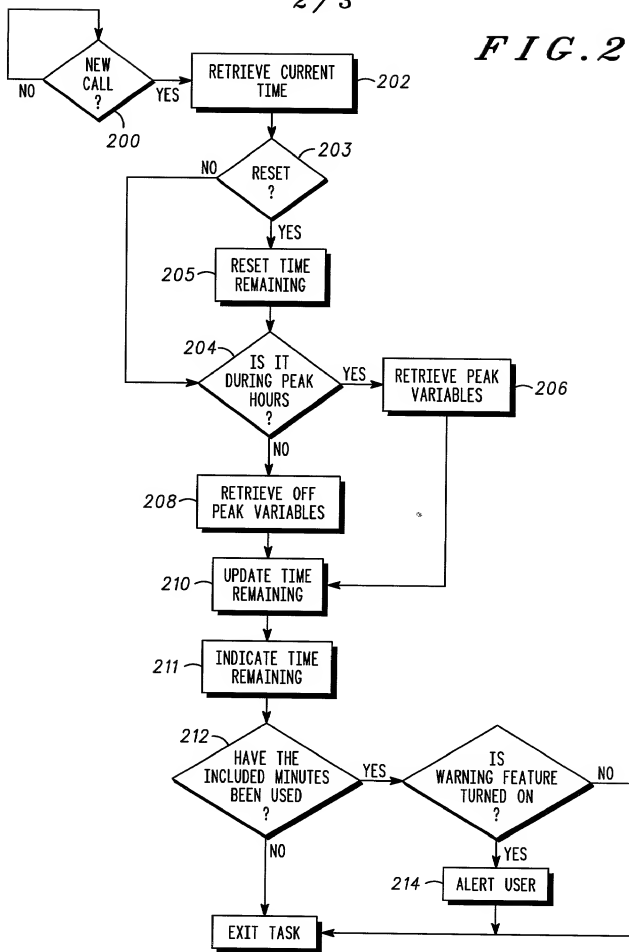 2/3
FIG.2
NEW
CALL
?
NO
YES
200
RETRIEVE CURRENT
TIME
202
203
NO
RESET
?
YES
205
RESET TIME
REMAINING
204
IS IT
DURING PEAK
HOURS
?
YES
RETRIEVE PEAK
VARIABLES
206
NO
208
RETRIEVE OFF
PEAK VARIABLES
210
UPDATE TIME
REMAINING
211
INDICATE TIME
REMAINING
212
HAVE THE
INCLUDED MINUTES
BEEN USED
?
YES
IS
WARNING FEATURE
TURNED ON
?
NO
NO
YES
214
ALERT USER
EXIT TASK